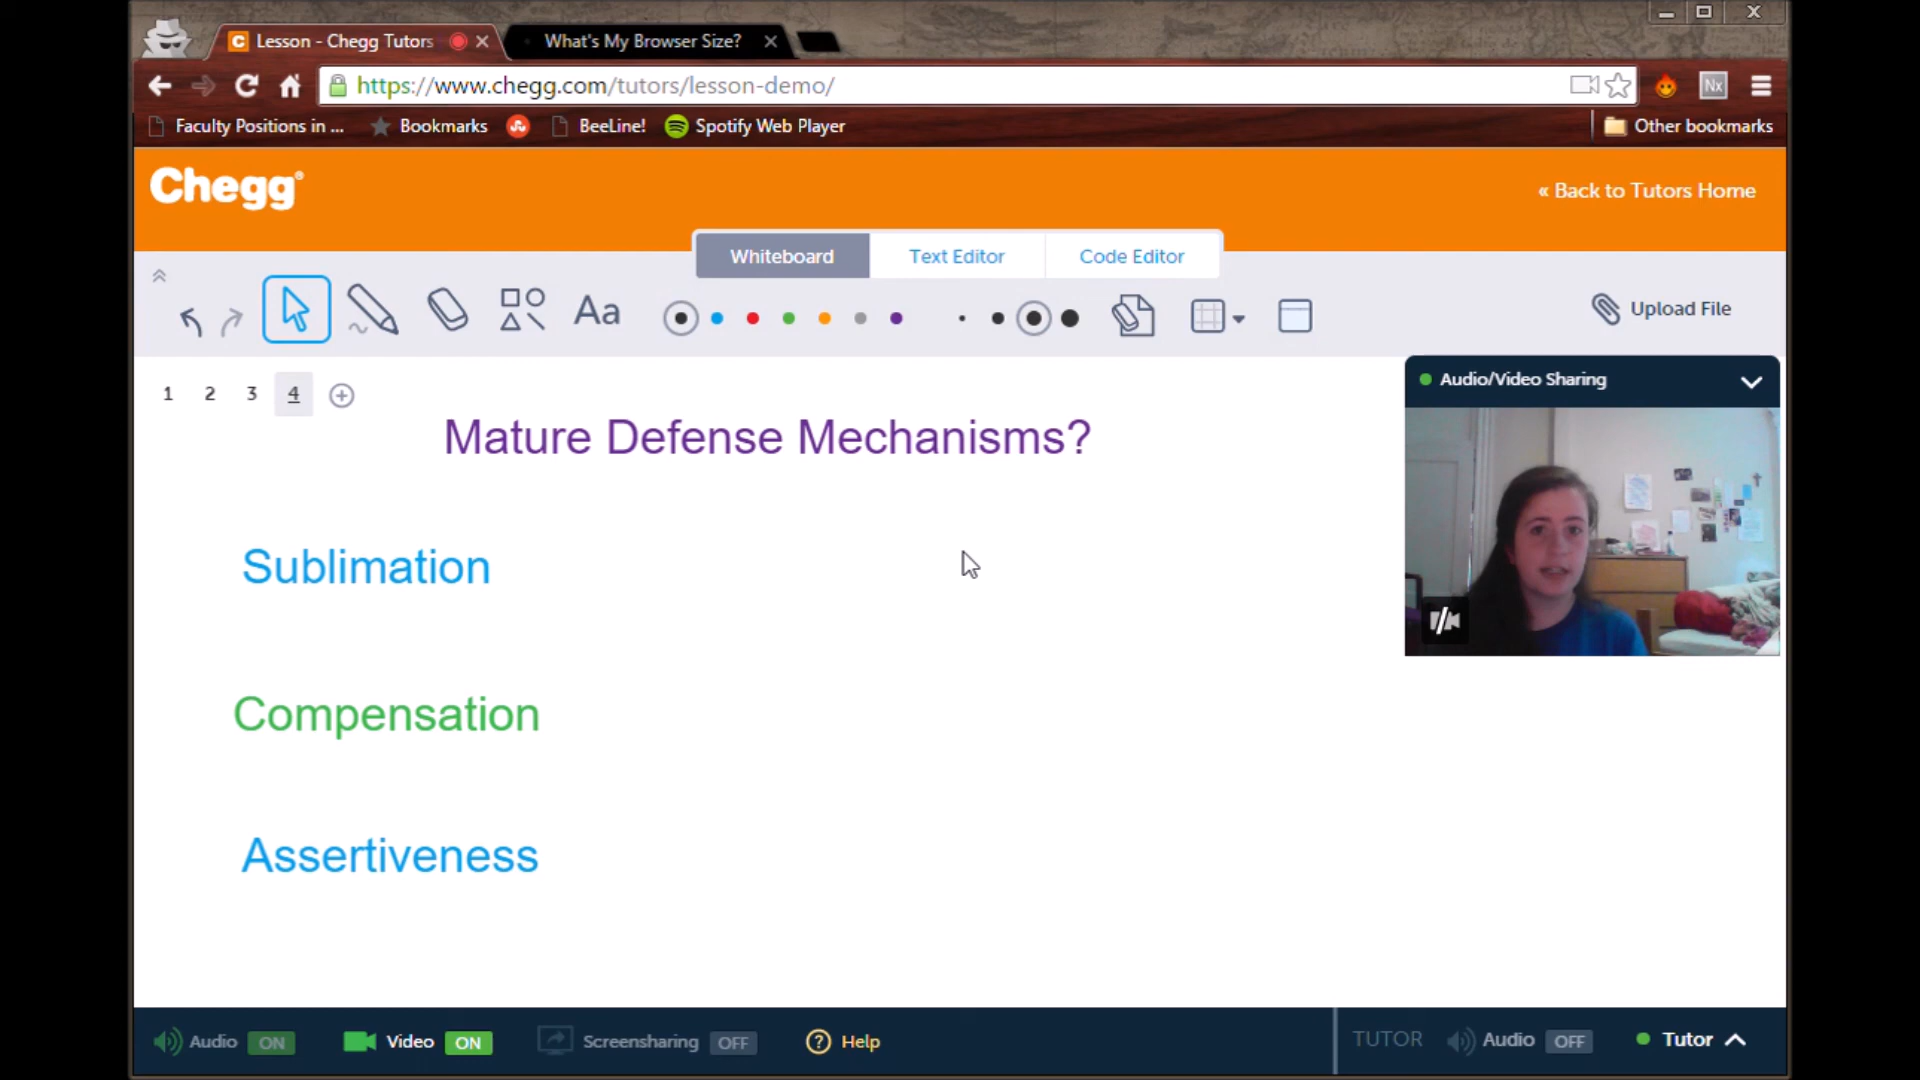 Lesson - Chegg Tutors
What's My Browser Size?
https://www.chegg.com/tutors/lesson-demo/
Nx
Faculty Positions in ...
Bookmarks
BeeLine!
Spotify Web Player
Other bookmarks
Chegg®
« Back to Tutors Home
Whiteboard
Text Editor
Code Editor
Aa
Upload File
1 2 3 4
Audio/Video Sharing
Mature Defense Mechanisms?
Sublimation
Compensation
Assertiveness
Audio ON
Video ON
Screensharing OFF
? Help
TUTOR
Audio OFF
Tutor